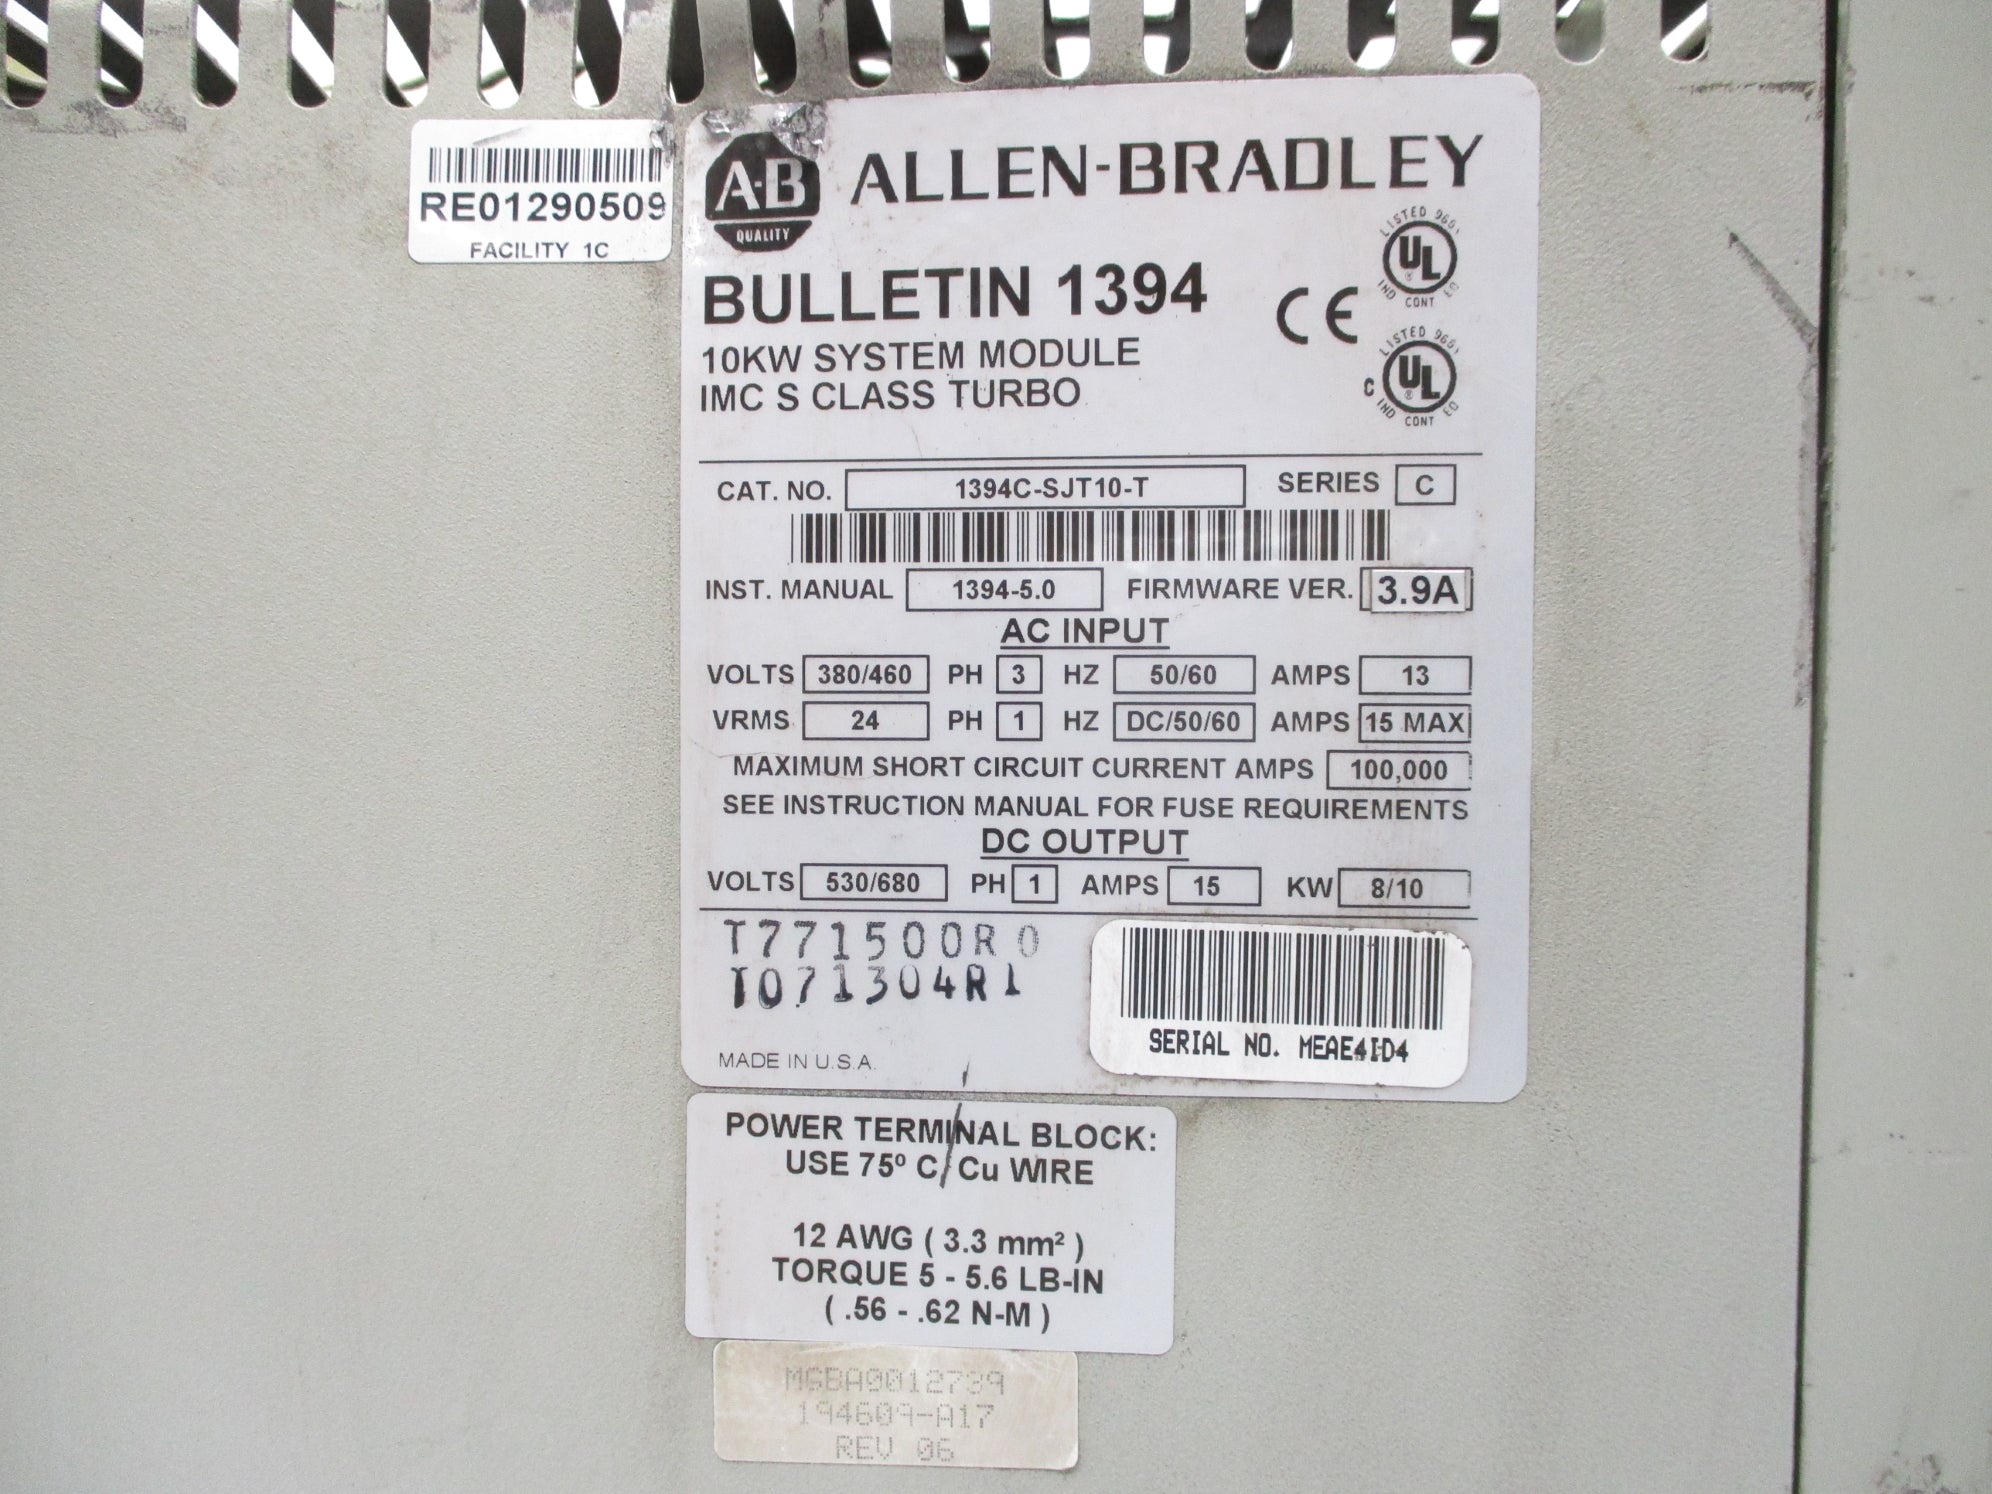 RE01290509
FACILITY 1C
A-B
QUALITY
ALLEN-BRADLEY
BULLETIN 1394
10KW SYSTEM MODULE
IMC S CLASS TURBO
CE
LISTED 966
UL
®
IND CONT EQ
LISTED 966
C UL
®
IND CONT EQ
CAT. NO. 1394C-SJT10-T SERIES C
INST. MANUAL 1394-5.0 FIRMWARE VER. 3.9A
AC INPUT
VOLTS 380/460 PH 3 HZ 50/60 AMPS 13
VRMS 24 PH 1 HZ DC/50/60 AMPS 15 MAX
MAXIMUM SHORT CIRCUIT CURRENT AMPS 100,000
SEE INSTRUCTION MANUAL FOR FUSE REQUIREMENTS
DC OUTPUT
VOLTS 530/680 PH 1 AMPS 15 KW 8/10
T771500R0
T071304R1
SERIAL NO. MEAE4ID4
MADE IN U.S.A.
POWER TERMINAL BLOCK:
USE 75º C/Cu WIRE
12 AWG ( 3.3 mm² )
TORQUE 5 - 5.6 LB-IN
( .56 - .62 N-M )
MGBA0012739
194609-A17
REV 06